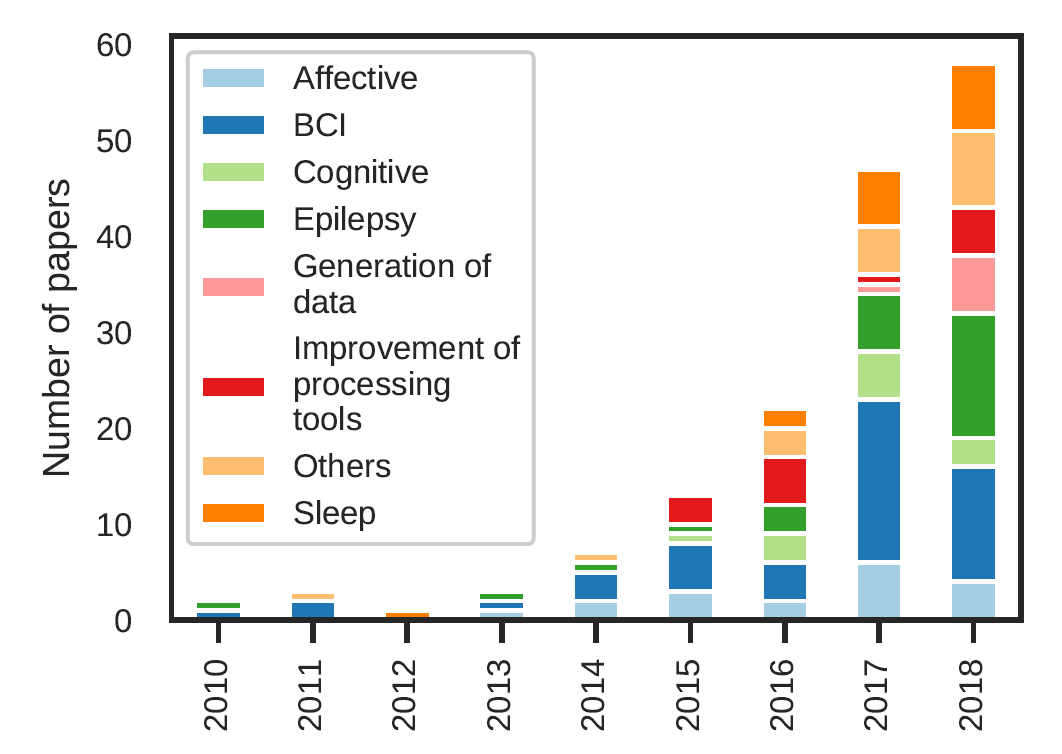 Number of papers
60
50
40
30
20
10
0
Affective
BCI
Cognitive
Epilepsy
Generation of
data
Improvement of
processing
tools
Others
Sleep
2010
2011
2012
2013
2014
2015
2016
2017
2018